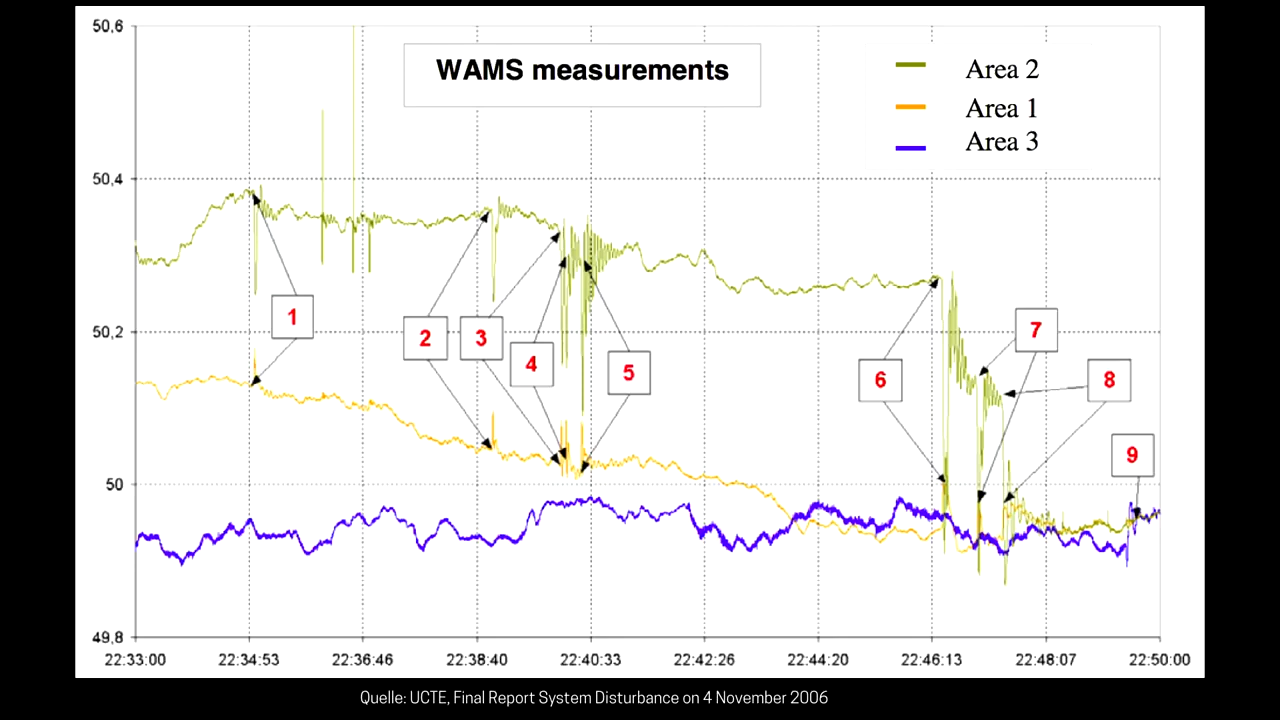 WAMS measurements
Area 2
Area 1
Area 3
50,6
50,4
50,2
50
49,8
1
2
3
4
5
6
7
8
9
22:33:00 22:34:53 22:36:46 22:38:40 22:40:33 22:42:26 22:44:20 22:46:13 22:48:07 22:50:00
Quelle: UCTE, Final Report System Disturbance on 4 November 2006